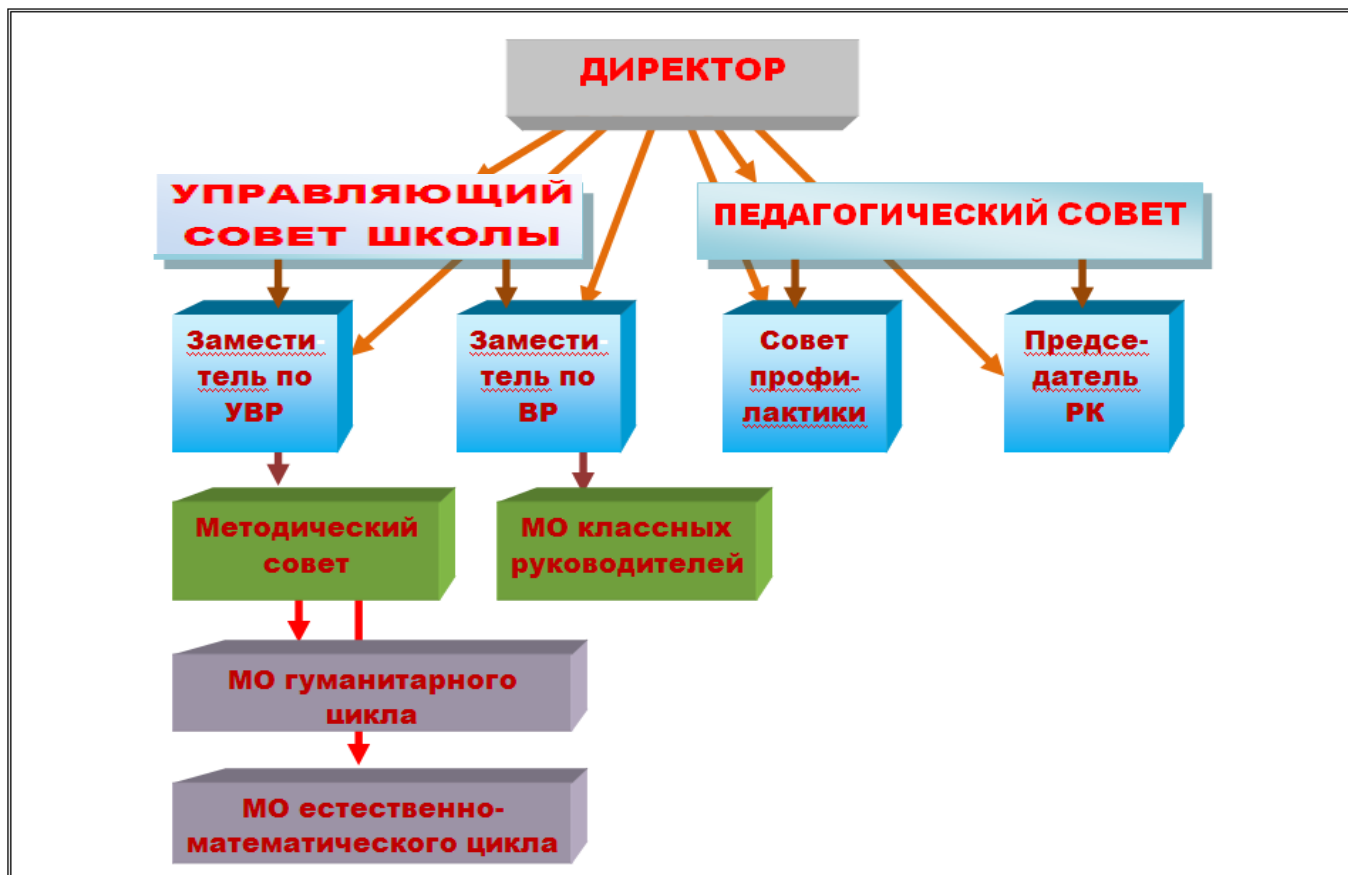 ДИРЕКТОР
УПРАВЛЯЮЩИЙ
СОВЕТ ШКОЛЫ
ПЕДАГОГИЧЕСКИЙ СОВЕТ
Замести-
тель по
УВР
Замести-
тель по
ВР
Совет
профи-
лактики
Предсе-
датель
РК
Методический
совет
МО классных
руководителей
МО гуманитарного
цикла
МО естественно-
математического цикла